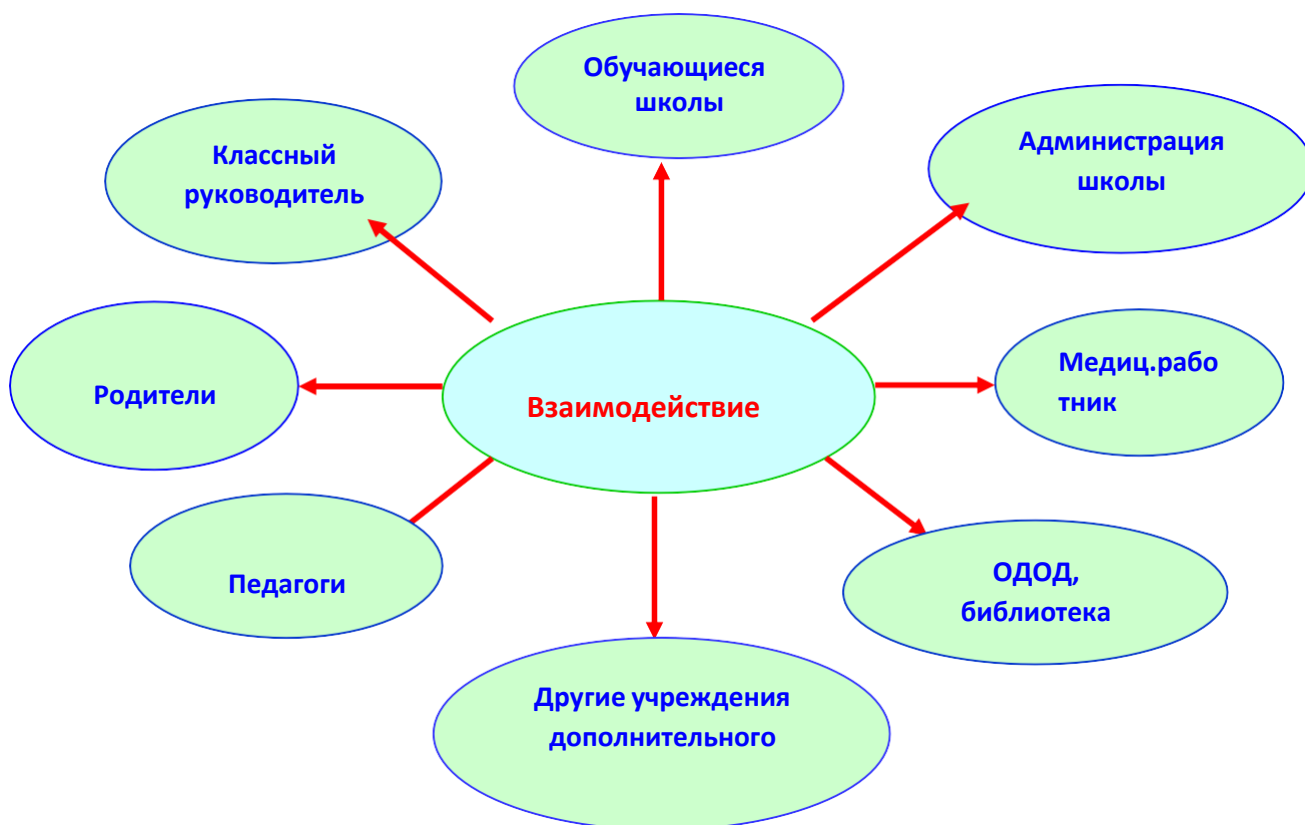 Обучающиеся
школы
Классный
руководитель
Администрация
школы
Родители
Взаимодействие
Медиц.рабо
тник
Педагоги
ОДОД,
библиотека
Другие учреждения
дополнительного